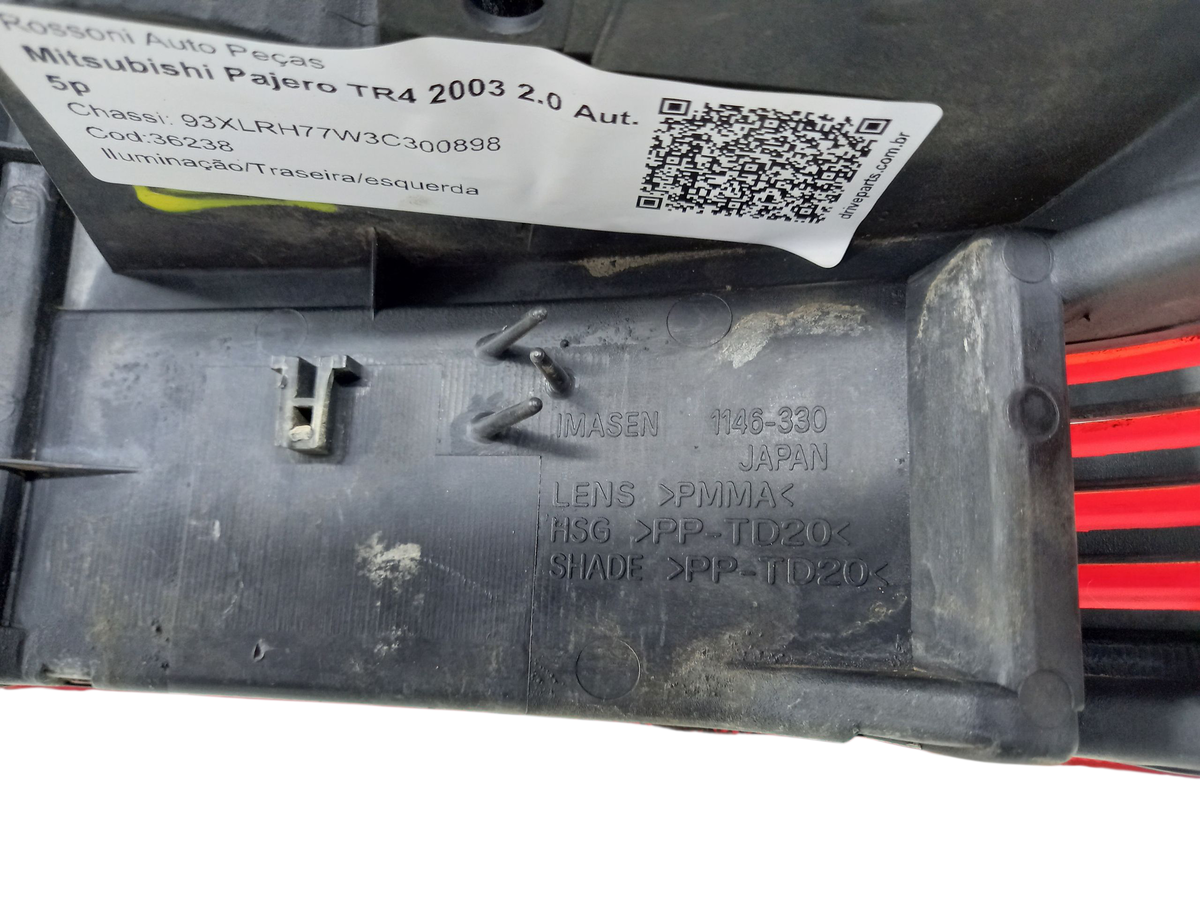 Rossoni Auto Peças
Mitsubishi Pajero TR4 2003 2.0 Aut.
5p
Chassi: 93XLRH77W3C300898
Cod:36238
Iluminação/Traseira/esquerda
driveparts.com.br
IMASEN 1146-330
JAPAN
LENS >PMMA<
HSG >PP-TD20<
SHADE >PP-TD20<